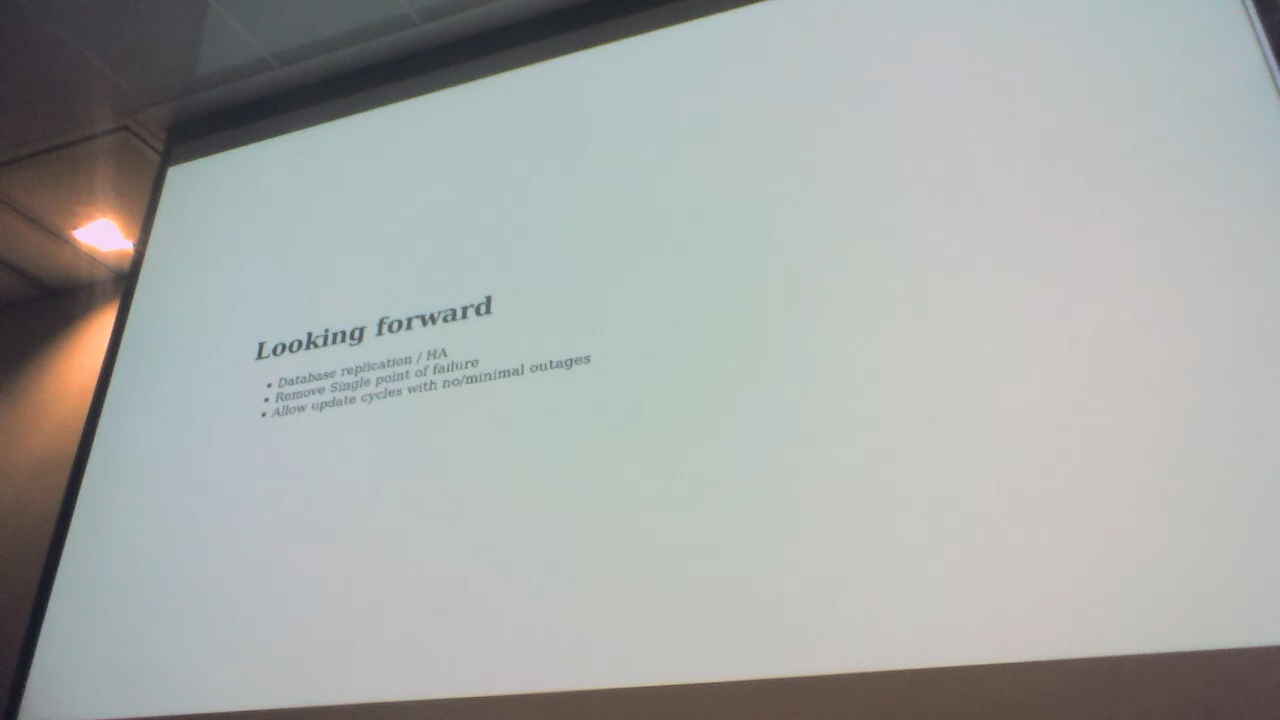 Looking forward
• Database replication / HA
• Remove Single point of failure
• Allow update cycles with no/minimal outages